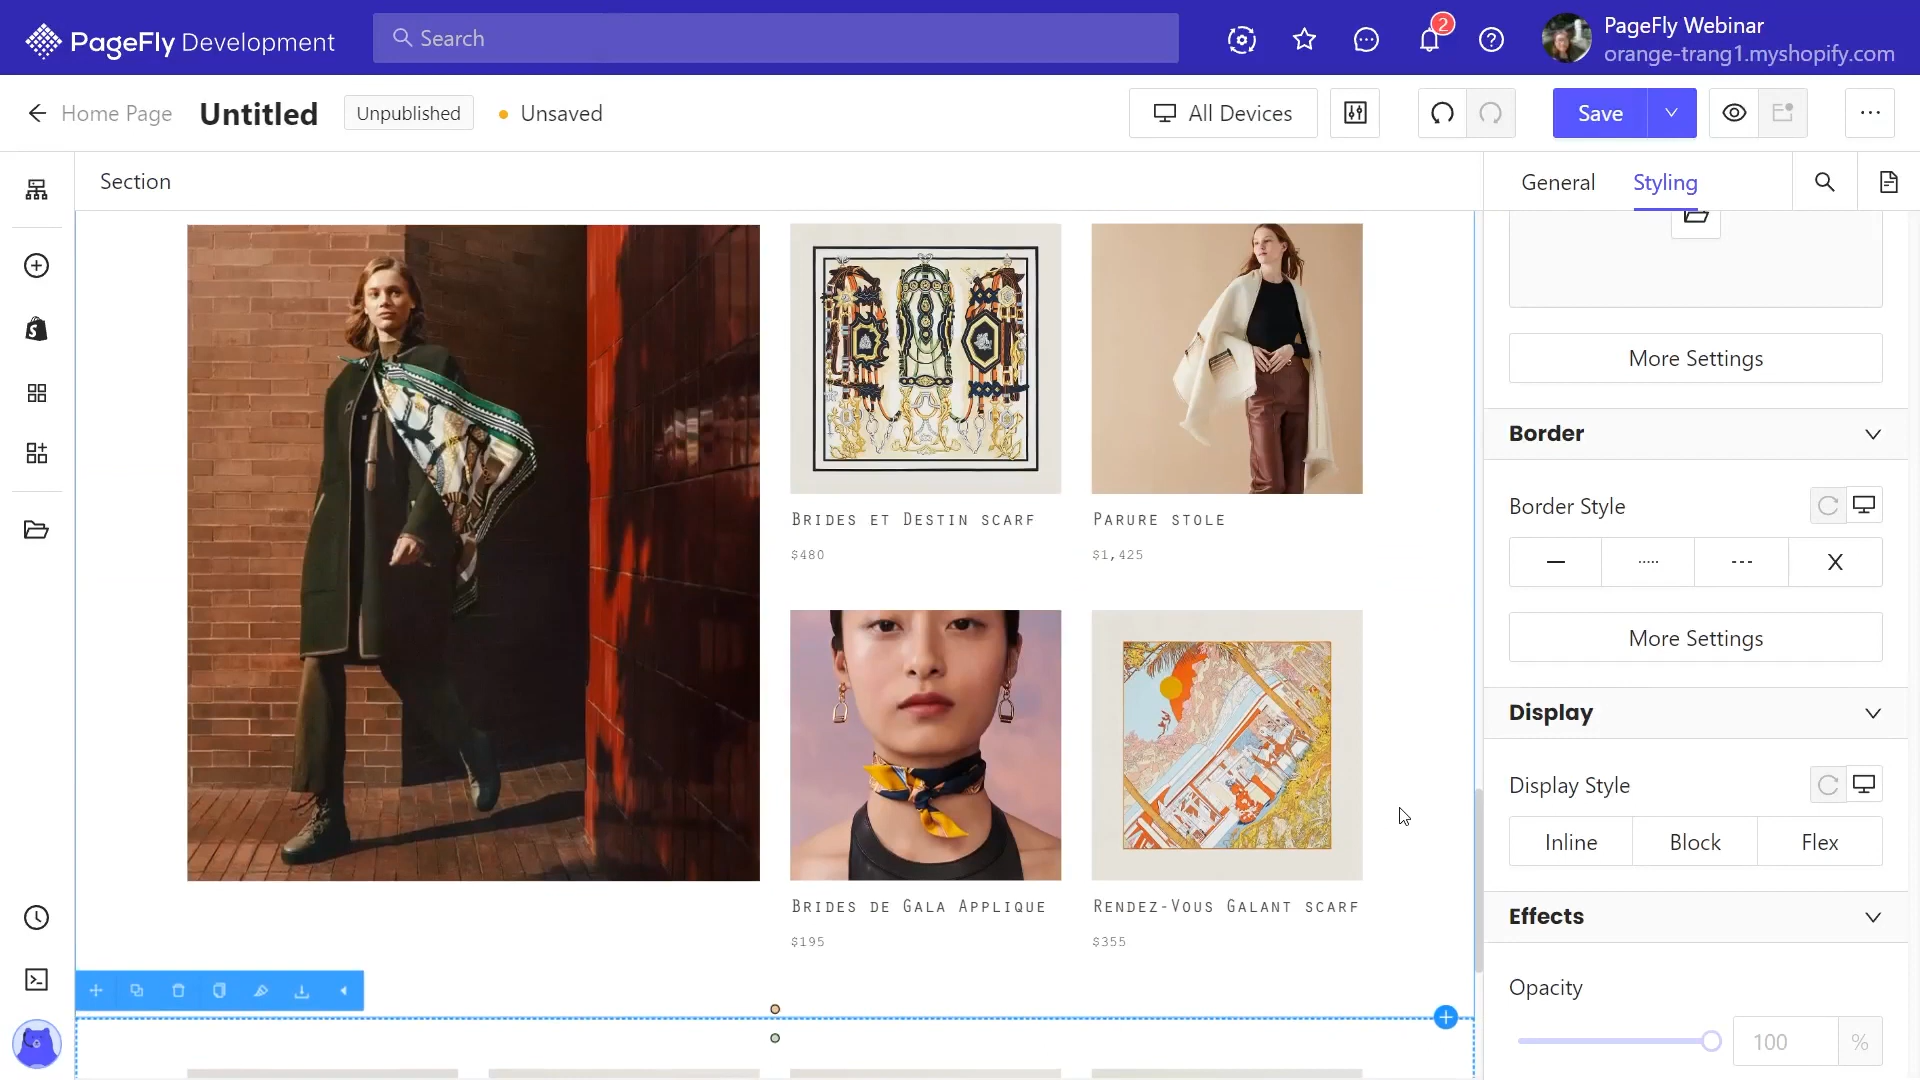 PageFly Development
Search
2
PageFly Webinar
orange-trang1.myshopify.com
Home Page
Untitled
Unpublished
Unsaved
All Devices
Save
Section
General
Styling
More Settings
Border
Border Style
More Settings
Display
Display Style
Inline
Block
Flex
Effects
Opacity
100
%
Brides et Destin scarf
$480
Parure stole
$1,425
Brides de Gala Applique
$195
Rendez-Vous Galant scarf
$355